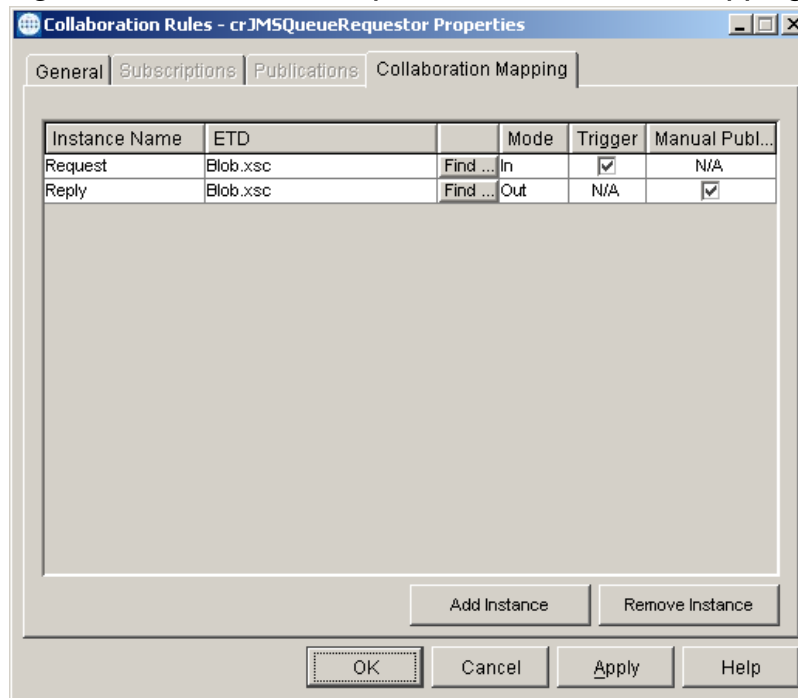 Collaboration Rules - crJMSQueueRequestor Properties
General Subscriptions Publications Collaboration Mapping
Instance Name ETD Mode Trigger Manual Publ...
Request Blob.xsc Find ... In N/A
Reply Blob.xsc Find ... Out N/A
Add Instance Remove Instance
OK Cancel Apply Help